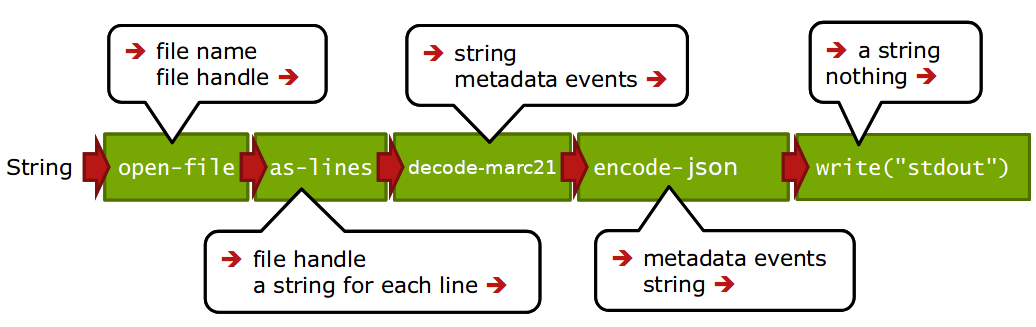 ➔ file name
file handle ➔
➔ string
metadata events ➔
➔ a string
nothing ➔
String
open-file
as-lines
decode-marc21
encode-json
write("stdout")
➔ file handle
a string for each line ➔
➔ metadata events
string ➔